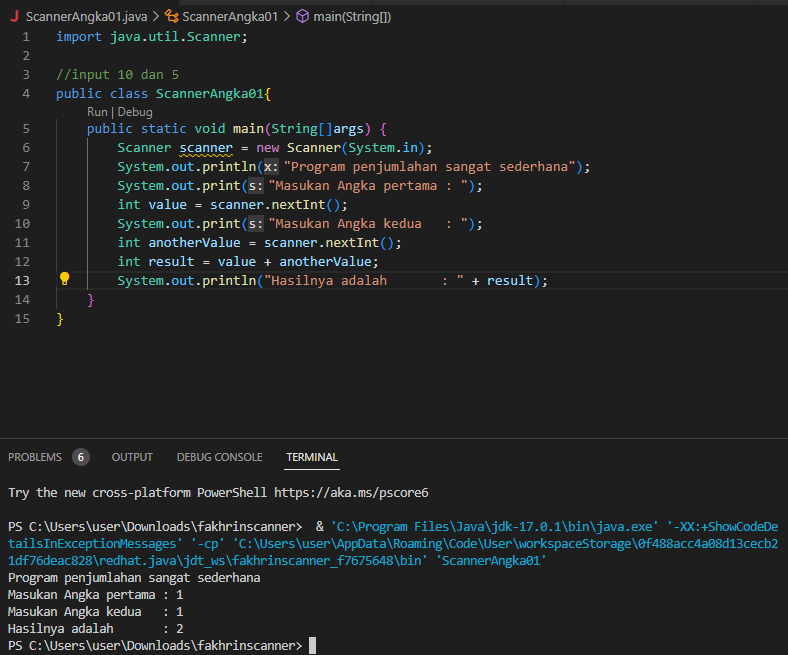 J ScannerAngka01.java > ScannerAngka01 > main(String[])
1 import java.util.Scanner;
2
3 //input 10 dan 5
4 public class ScannerAngka01{
Run | Debug
5 public static void main(String[]args) {
6 Scanner scanner = new Scanner(System.in);
7 System.out.println(x: "Program penjumlahan sangat sederhana");
8 System.out.print(s: "Masukan Angka pertama : ");
9 int value = scanner.nextInt();
10 System.out.print(s: "Masukan Angka kedua   : ");
11 int anotherValue = scanner.nextInt();
12 int result = value + anotherValue;
13 System.out.println("Hasilnya adalah       : " + result);
14 }
15 }
PROBLEMS 6 OUTPUT DEBUG CONSOLE TERMINAL
Try the new cross-platform PowerShell https://aka.ms/pscore6
PS C:\Users\user\Downloads\fakhrinscanner>  & 'C:\Program Files\Java\jdk-17.0.1\bin\java.exe' '-XX:+ShowCodeDe
tailsInExceptionMessages' '-cp' 'C:\Users\user\AppData\Roaming\Code\User\workspaceStorage\0f488acc4a08d13cecb2
1df76deac828\redhat.java\jdt_ws\fakhrinscanner_f7675648\bin' 'ScannerAngka01'
Program penjumlahan sangat sederhana
Masukan Angka pertama : 1
Masukan Angka kedua   : 1
Hasilnya adalah       : 2
PS C:\Users\user\Downloads\fakhrinscanner>